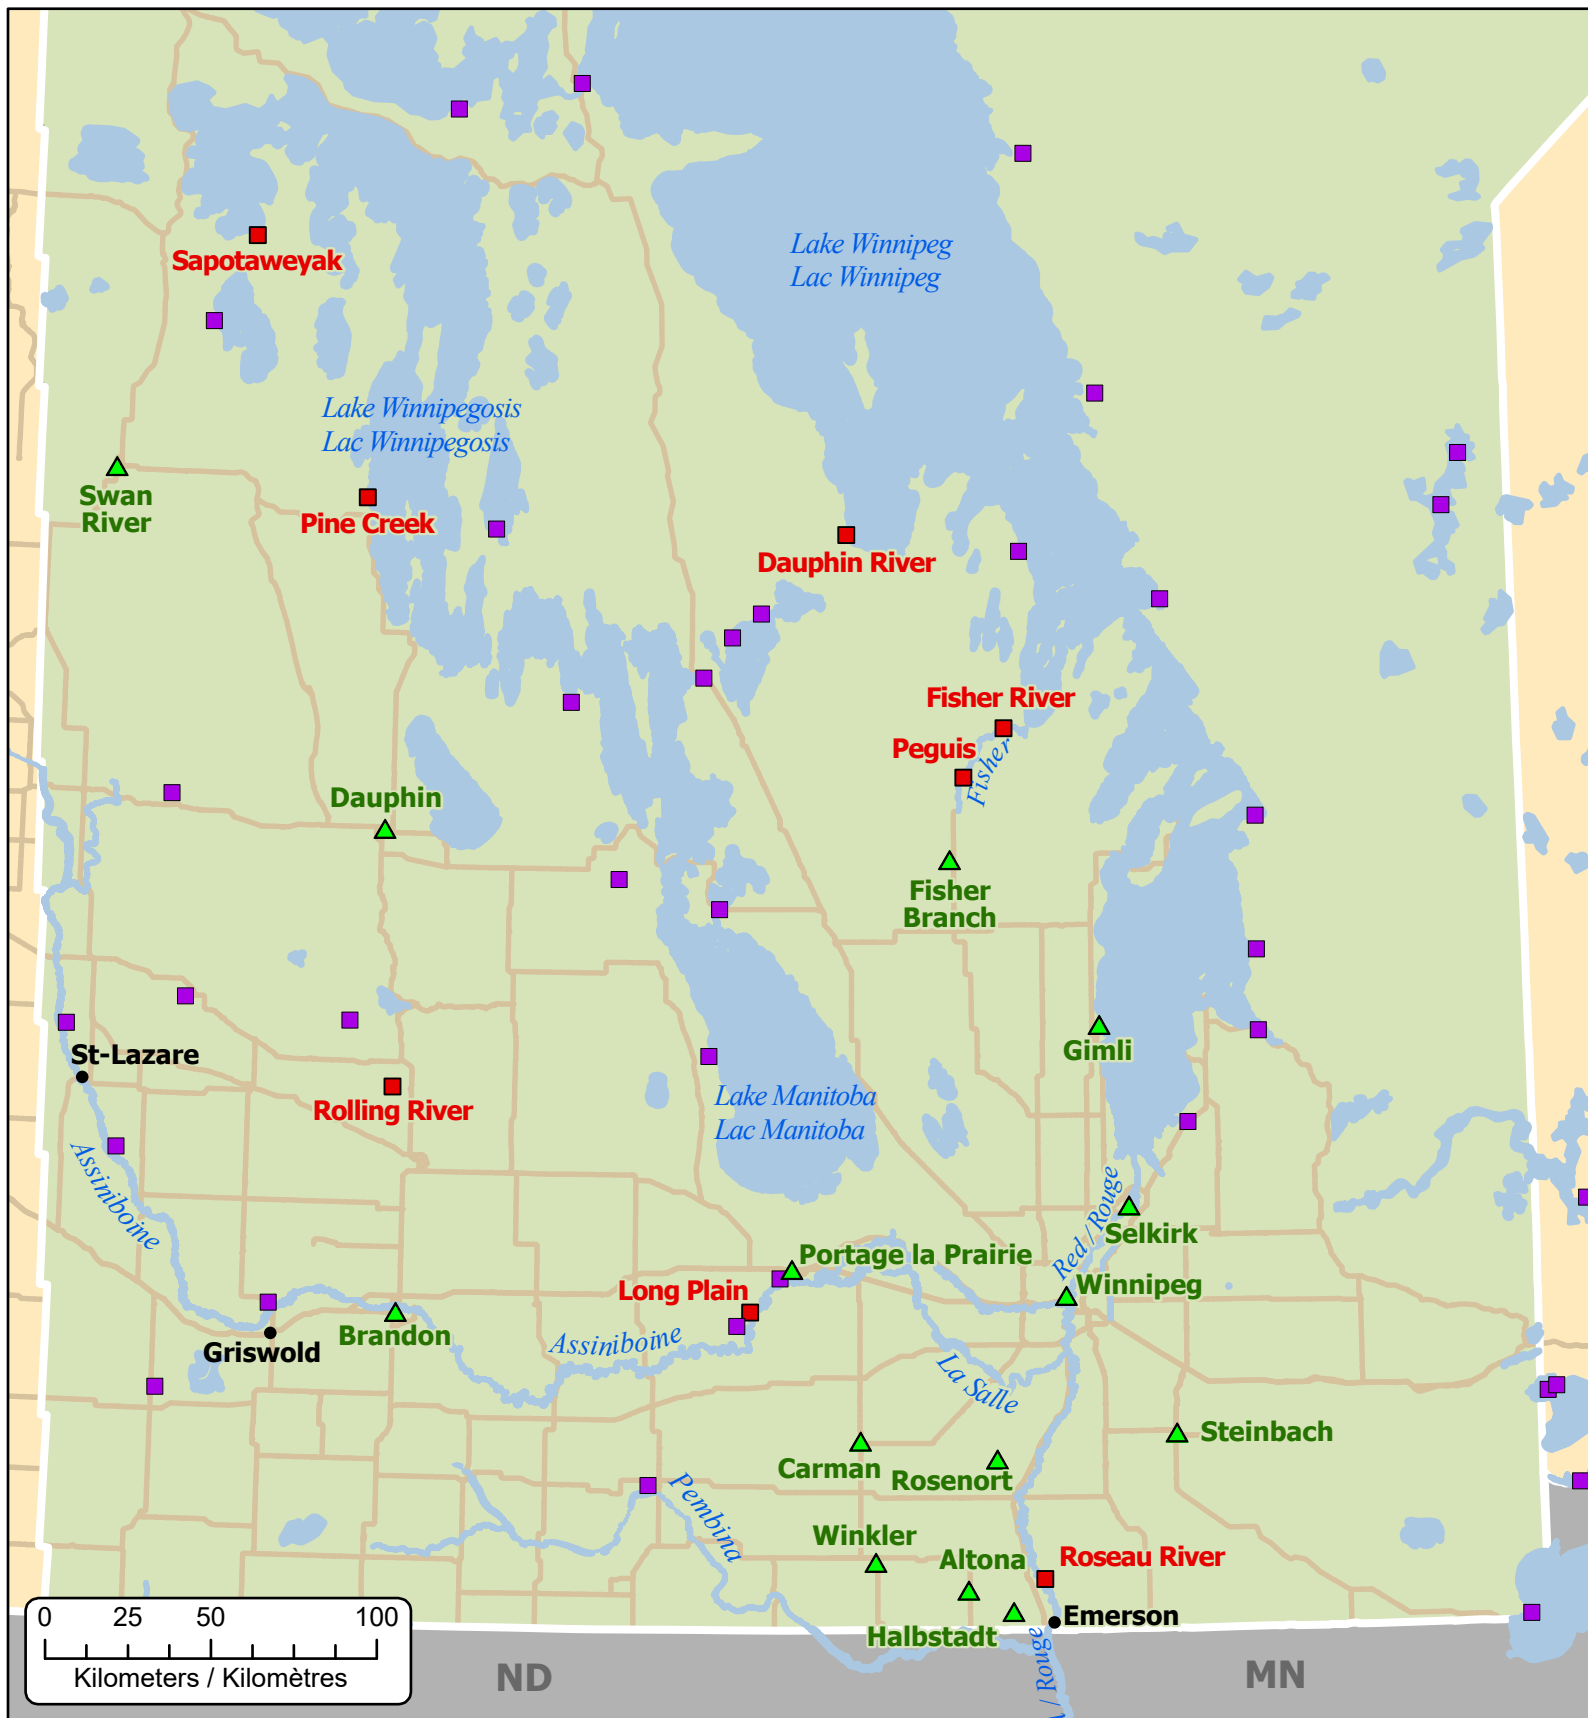 Lake Winnipeg
Lac Winnipeg
Sapotaweyak
Lake Winnipegosis
Lac Winnipegosis
Swan
River
Pine Creek
Dauphin River
Fisher River
Peguis
Fisher
Dauphin
Fisher
Branch
Gimli
St-Lazare
Rolling River
Lake Manitoba
Lac Manitoba
Assiniboine
Red / Rouge
Selkirk
Portage la Prairie
Winnipeg
Long Plain
Brandon
Griswold
Assiniboine
La Salle
Steinbach
Carman
Rosenort
Pembina
Winkler
Altona
Roseau River
Emerson
Halbstadt
/ Rouge
0 25 50 100
Kilometers / Kilomètres
ND
MN